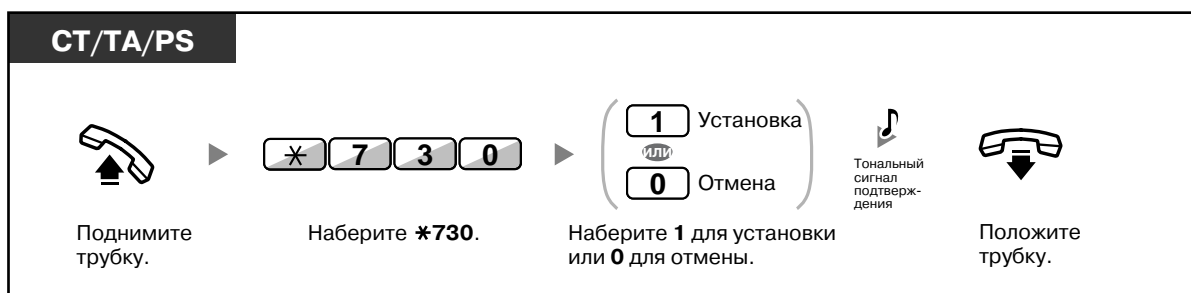 CT/TA/PS
✳ 7 3 0
1 Установка
или
0 Отмена
Тональный
сигнал
подтверж-
дения
Поднимите
трубку.
Наберите ✳730.
Наберите 1 для установки
или 0 для отмены.
Положите
трубку.